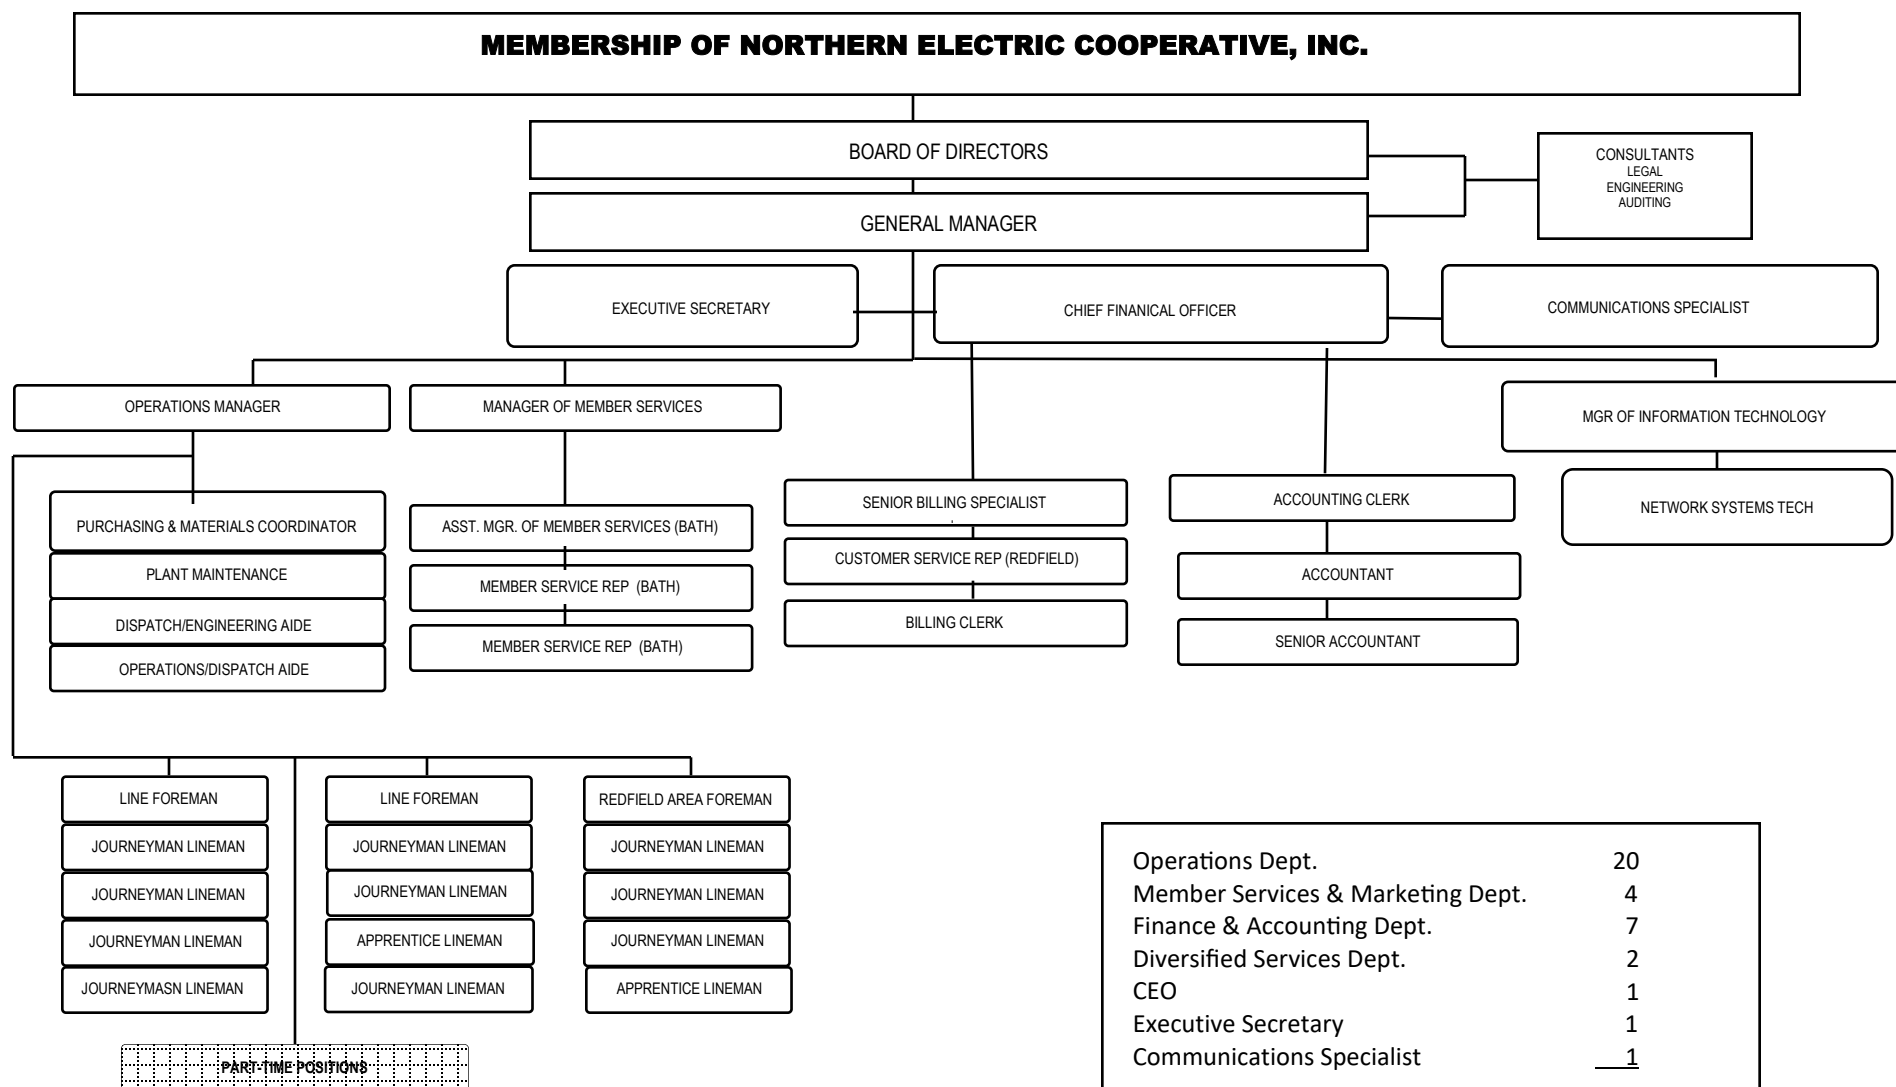 MEMBERSHIP OF NORTHERN ELECTRIC COOPERATIVE, INC.
BOARD OF DIRECTORS
CONSULTANTS
LEGAL
ENGINEERING
AUDITING
GENERAL MANAGER
EXECUTIVE SECRETARY
CHIEF FINANICAL OFFICER
COMMUNICATIONS SPECIALIST
OPERATIONS MANAGER
MANAGER OF MEMBER SERVICES
MGR OF INFORMATION TECHNOLOGY
PURCHASING & MATERIALS COORDINATOR
PLANT MAINTENANCE
DISPATCH/ENGINEERING AIDE
OPERATIONS/DISPATCH AIDE
ASST. MGR. OF MEMBER SERVICES (BATH)
MEMBER SERVICE REP (BATH)
MEMBER SERVICE REP (BATH)
SENIOR BILLING SPECIALIST
CUSTOMER SERVICE REP (REDFIELD)
BILLING CLERK
ACCOUNTING CLERK
ACCOUNTANT
SENIOR ACCOUNTANT
NETWORK SYSTEMS TECH
LINE FOREMAN
JOURNEYMAN LINEMAN
JOURNEYMAN LINEMAN
JOURNEYMAN LINEMAN
JOURNEYMASN LINEMAN
LINE FOREMAN
JOURNEYMAN LINEMAN
JOURNEYMAN LINEMAN
APPRENTICE LINEMAN
JOURNEYMAN LINEMAN
REDFIELD AREA FOREMAN
JOURNEYMAN LINEMAN
JOURNEYMAN LINEMAN
JOURNEYMAN LINEMAN
APPRENTICE LINEMAN
PART-TIME POSITIONS
Operations Dept. 20
Member Services & Marketing Dept. 4
Finance & Accounting Dept. 7
Diversified Services Dept. 2
CEO 1
Executive Secretary 1
Communications Specialist 1